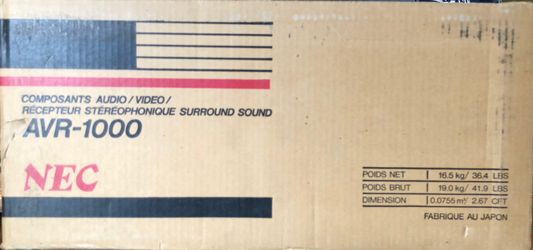 COMPOSANTS AUDIO/VIDEO/
RÉCEPTEUR STÉRÉOPHONIQUE SURROUND SOUND
AVR-1000
NEC
POIDS NET 16.5 kg/ 36.4 LBS
POIDS BRUT 19.0 kg/ 41.9 LBS
DIMENSION 0.0755 m³/ 2.67 CFT
FABRIQUE AU JAPON